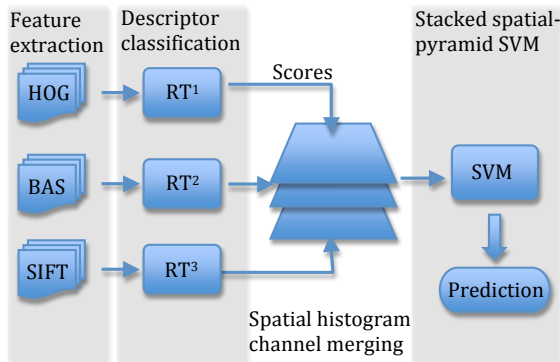 Feature
extraction
Descriptor
classification
Stacked spatial-
pyramid SVM
HOG
RT¹
Scores
BAS
RT²
SVM
SIFT
RT³
Prediction
Spatial histogram
channel merging